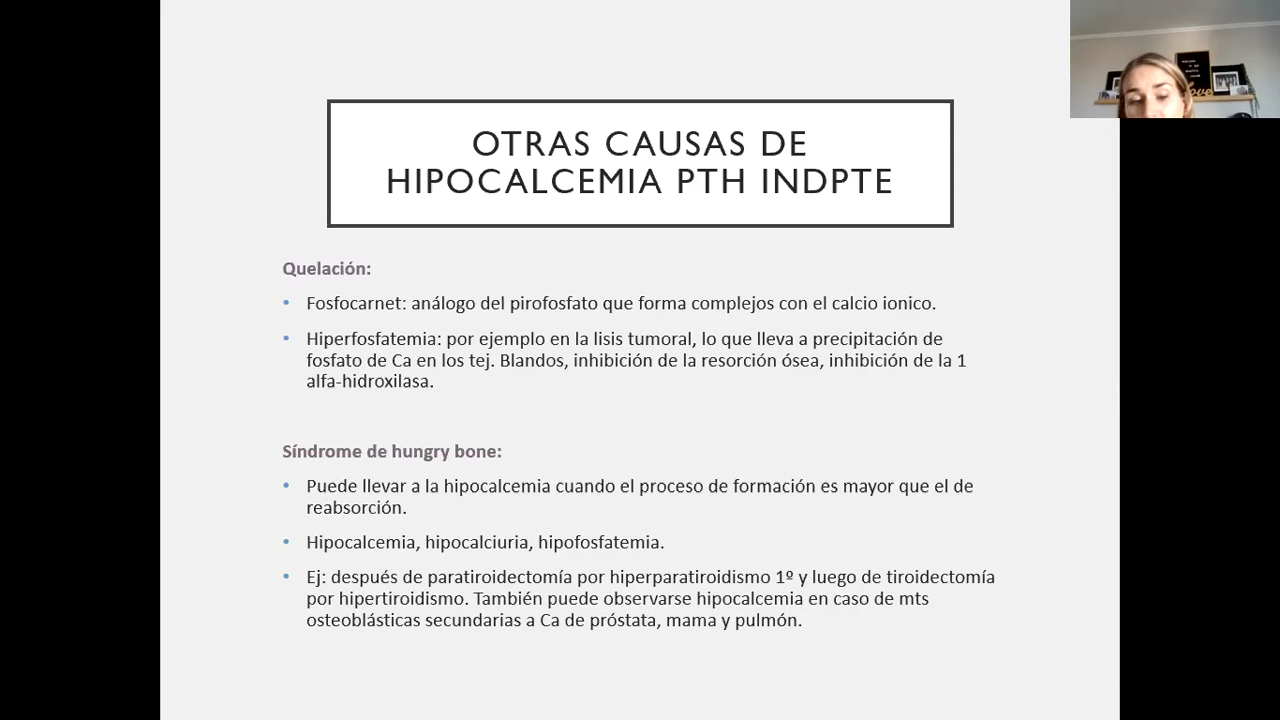 OTRAS CAUSAS DE
HIPOCALCEMIA PTH INDPTE
Quelación:
• Fosfocarnet: análogo del pirofosfato que forma complejos con el calcio ionico.
• Hiperfosfatemia: por ejemplo en la lisis tumoral, lo que lleva a precipitación de
fosfato de Ca en los tej. Blandos, inhibición de la resorción ósea, inhibición de la 1
alfa-hidroxilasa.
Síndrome de hungry bone:
• Puede llevar a la hipocalcemia cuando el proceso de formación es mayor que el de
reabsorción.
• Hipocalcemia, hipocalciuria, hipofosfatemia.
• Ej: después de paratiroidectomía por hiperparatiroidismo 1º y luego de tiroidectomía
por hipertiroidismo. También puede observarse hipocalcemia en caso de mts
osteoblásticas secundarias a Ca de próstata, mama y pulmón.
love